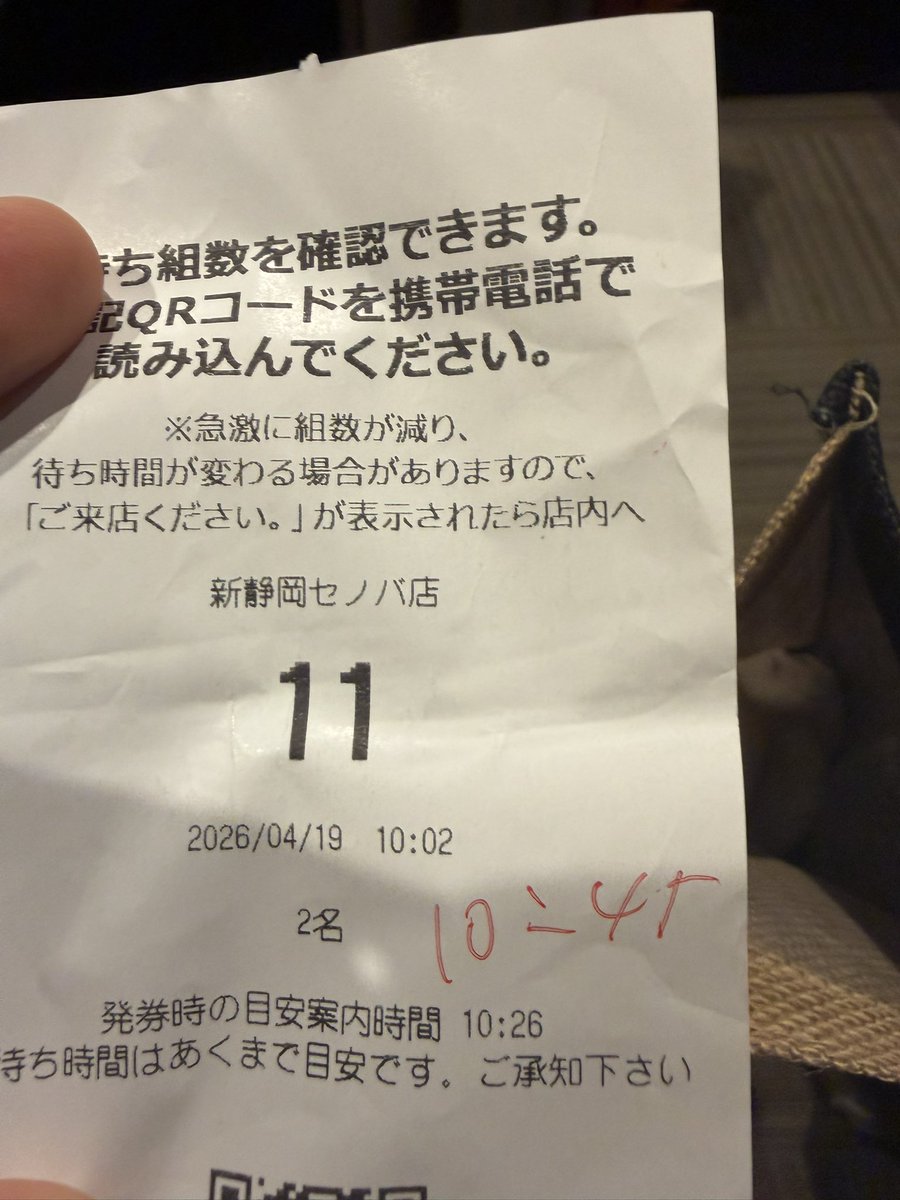 ち組数を確認できます。
記QRコードを携帯電話で
読み込んでください。
※急激に組数が減り、
待ち時間が変わる場合がありますので、
「ご来店ください。」が表示されたら店内へ
新静岡セノバ店
11
2026/04/19 10:02
2名
10:45
発券時の目安案内時間 10:26
待ち時間はあくまで目安です。ご承知下さい